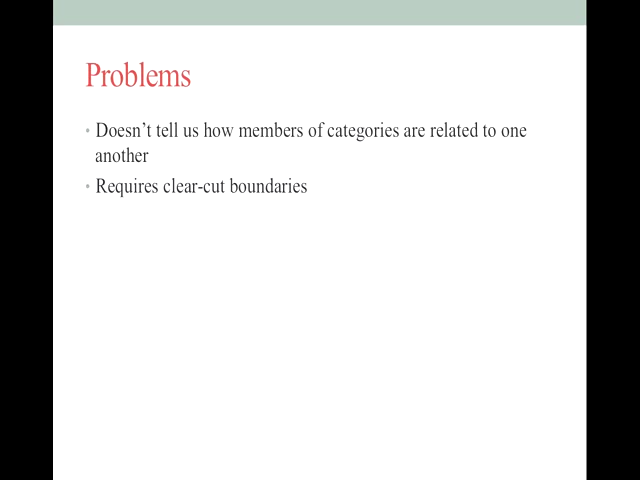 Problems
• Doesn’t tell us how members of categories are related to one
another
• Requires clear-cut boundaries